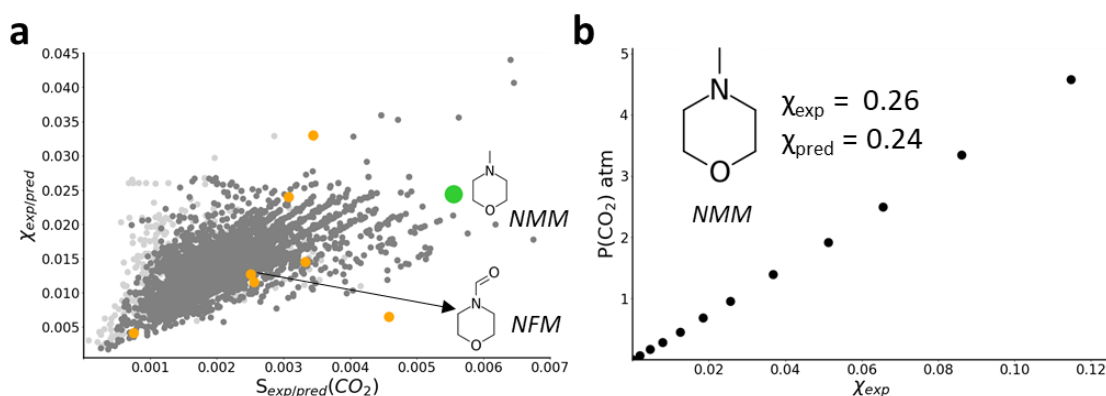 a
0.045
0.040
0.035
0.030
0.025
0.020
0.015
0.010
0.005
χexp/pred
0.001 0.002 0.003 0.004 0.005 0.006 0.007
Sexp/pred(CO2)
N
O
NMM
O
N
O
NFM
b
5
4
3
2
1
P(CO2) atm
N
O
NMM
χexp = 0.26
χpred = 0.24
0.02 0.04 0.06 0.08 0.10 0.12
χexp